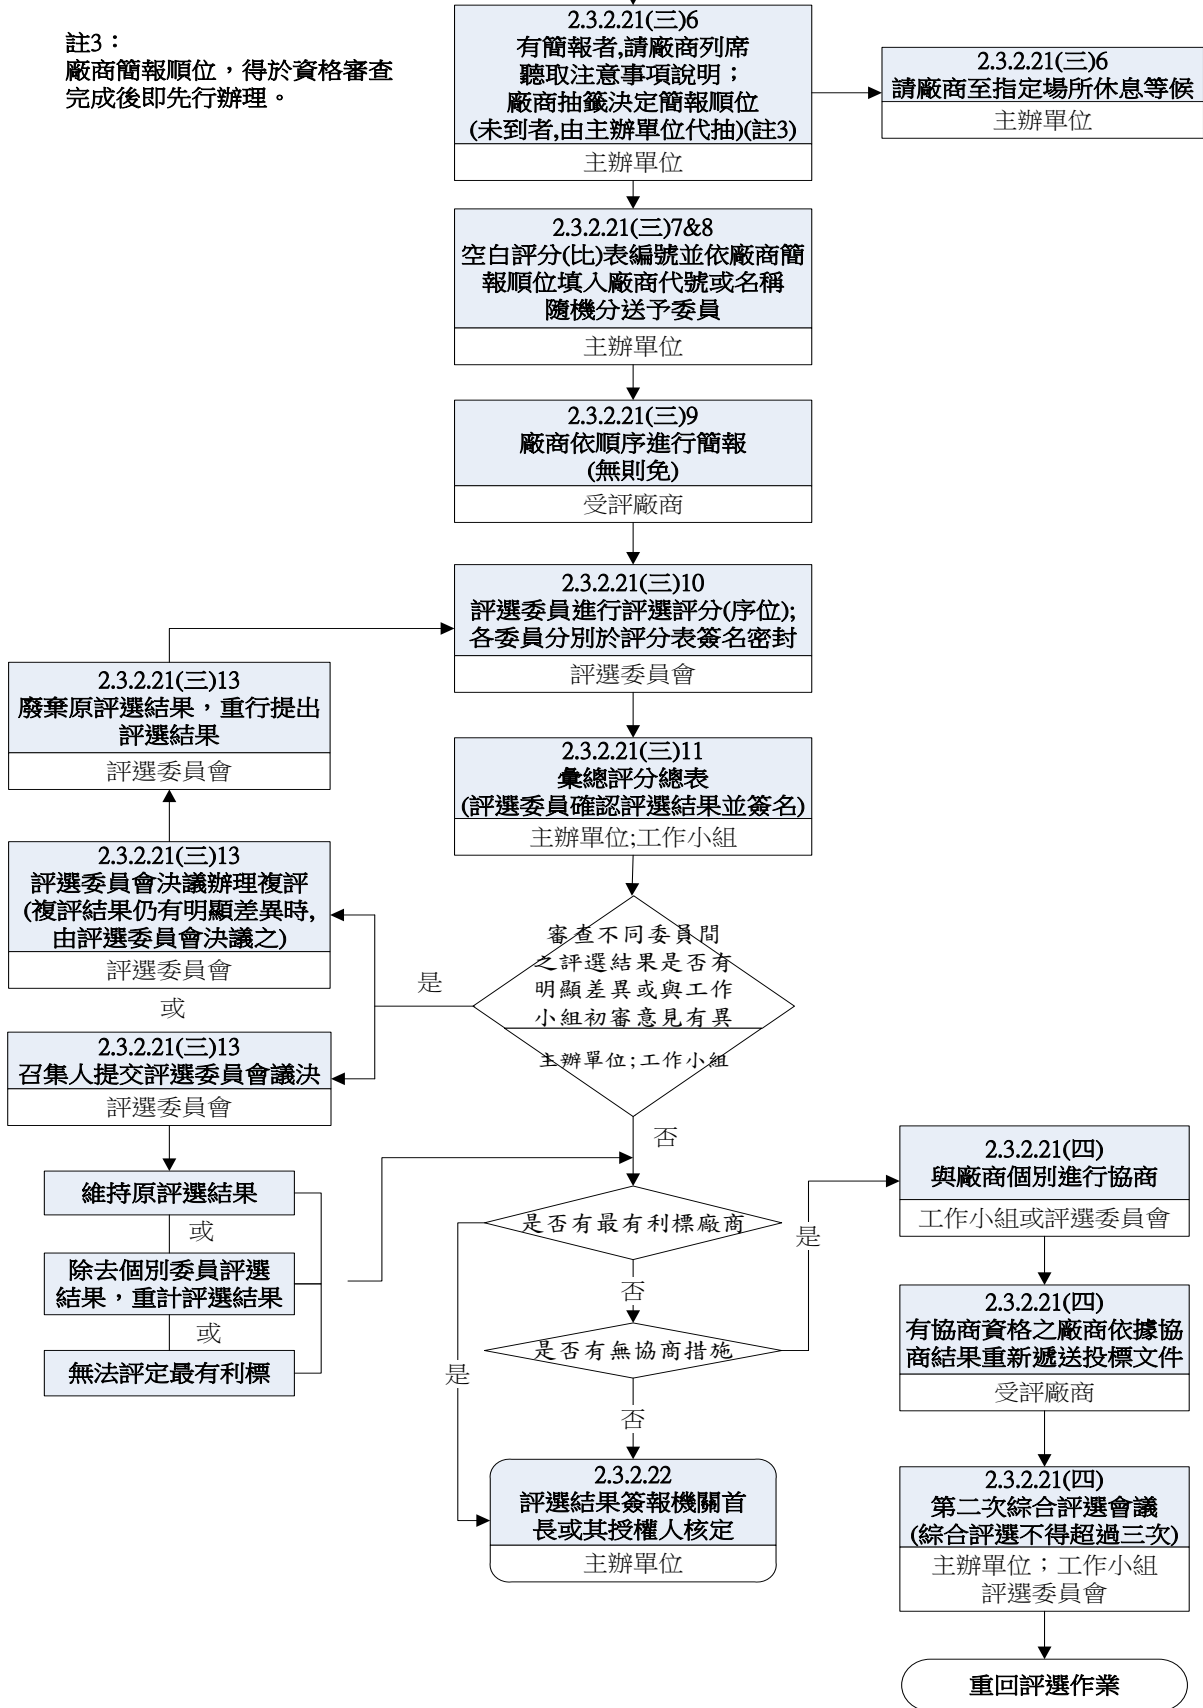 註3：
廠商簡報順位，得於資格審查
完成後即先行辦理。
2.3.2.21(三)6
有簡報者,請廠商列席
聽取注意事項說明；
廠商抽籤決定簡報順位
(未到者,由主辦單位代抽)(註3)
主辦單位
2.3.2.21(三)6
請廠商至指定場所休息等候
主辦單位
2.3.2.21(三)7&8
空白評分(比)表編號並依廠商簡
報順位填入廠商代號或名稱
隨機分送予委員
主辦單位
2.3.2.21(三)9
廠商依順序進行簡報
(無則免)
受評廠商
2.3.2.21(三)10
評選委員進行評選評分(序位);
各委員分別於評分表簽名密封
評選委員會
2.3.2.21(三)11
彙總評分總表
(評選委員確認評選結果並簽名)
主辦單位;工作小組
2.3.2.21(三)13
廢棄原評選結果，重行提出
評選結果
評選委員會
2.3.2.21(三)13
評選委員會決議辦理複評
(複評結果仍有明顯差異時,
由評選委員會決議之)
評選委員會
或
2.3.2.21(三)13
召集人提交評選委員會議決
評選委員會
是
審查不同委員間
之評選結果是否有
明顯差異或與工作
小組初審意見有異
主辦單位;工作小組
否
維持原評選結果
或
除去個別委員評選
結果，重計評選結果
或
無法評定最有利標
是否有最有利標廠商
否
是
是否有無協商措施
是
否
2.3.2.22
評選結果簽報機關首
長或其授權人核定
主辦單位
2.3.2.21(四)
與廠商個別進行協商
工作小組或評選委員會
2.3.2.21(四)
有協商資格之廠商依據協
商結果重新遞送投標文件
受評廠商
2.3.2.21(四)
第二次綜合評選會議
(綜合評選不得超過三次)
主辦單位；工作小組
評選委員會
重回評選作業